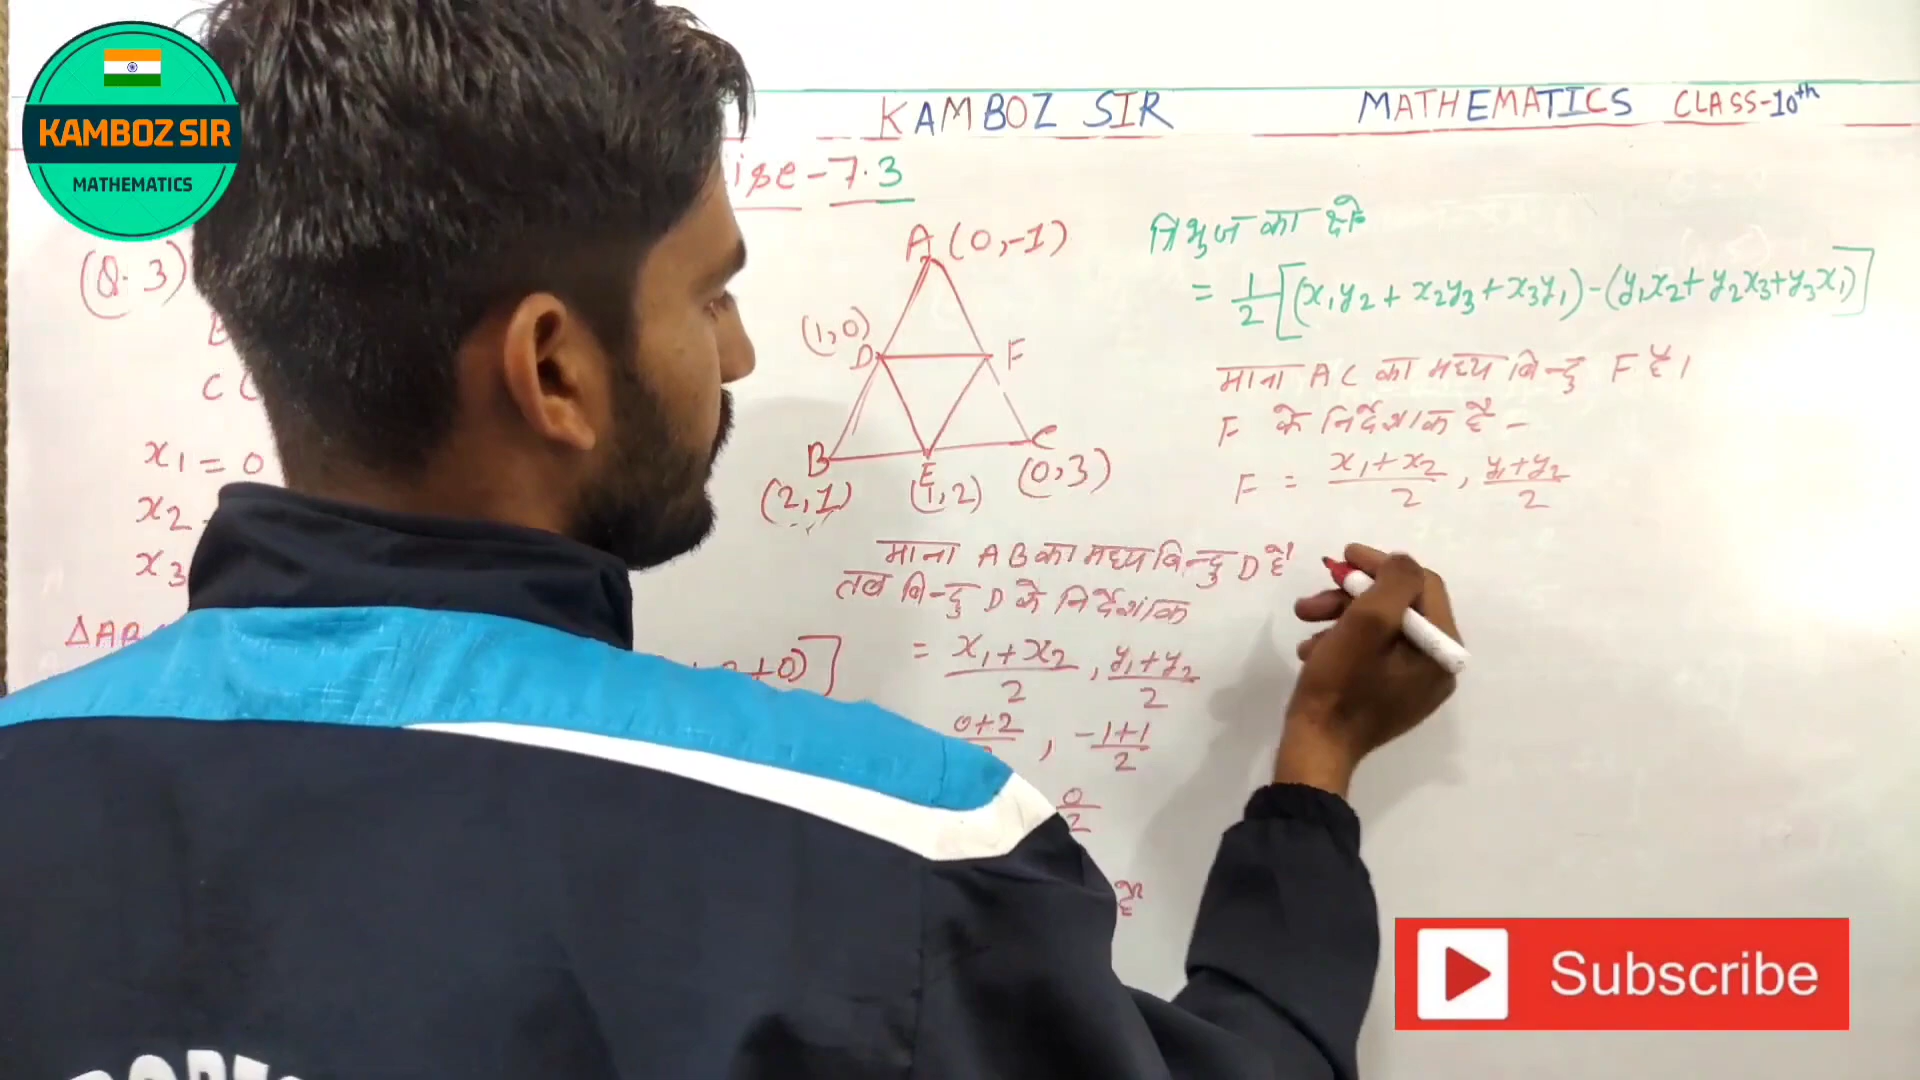 KAMBOZ SIR
MATHEMATICS
KAMBOZ SIR MATHEMATICS CLASS-10th
ise-7.3
(Q. 3)
C (
x1 = 0
x2
x3
A (0,-1)
(1,0)
D F
B E C
(2,1) (1,2) (0,3)
त्रिभुज का क्षे०
= 1/2 [(x1y2 + x2y3 + x3y1) - (y1x2 + y2x3 + y3x1)]
माना AC का मध्य बिन्दु F है।
F के निर्देशांक है -
F = x1+x2/2 , y1+y2/2
माना AB का मध्य बिन्दु D है।
तब बिन्दु D के निर्देशांक
= x1+x2/2 , y1+y2/2
+0)]
0+2 , -1+1/2
0/2
है
Subscribe